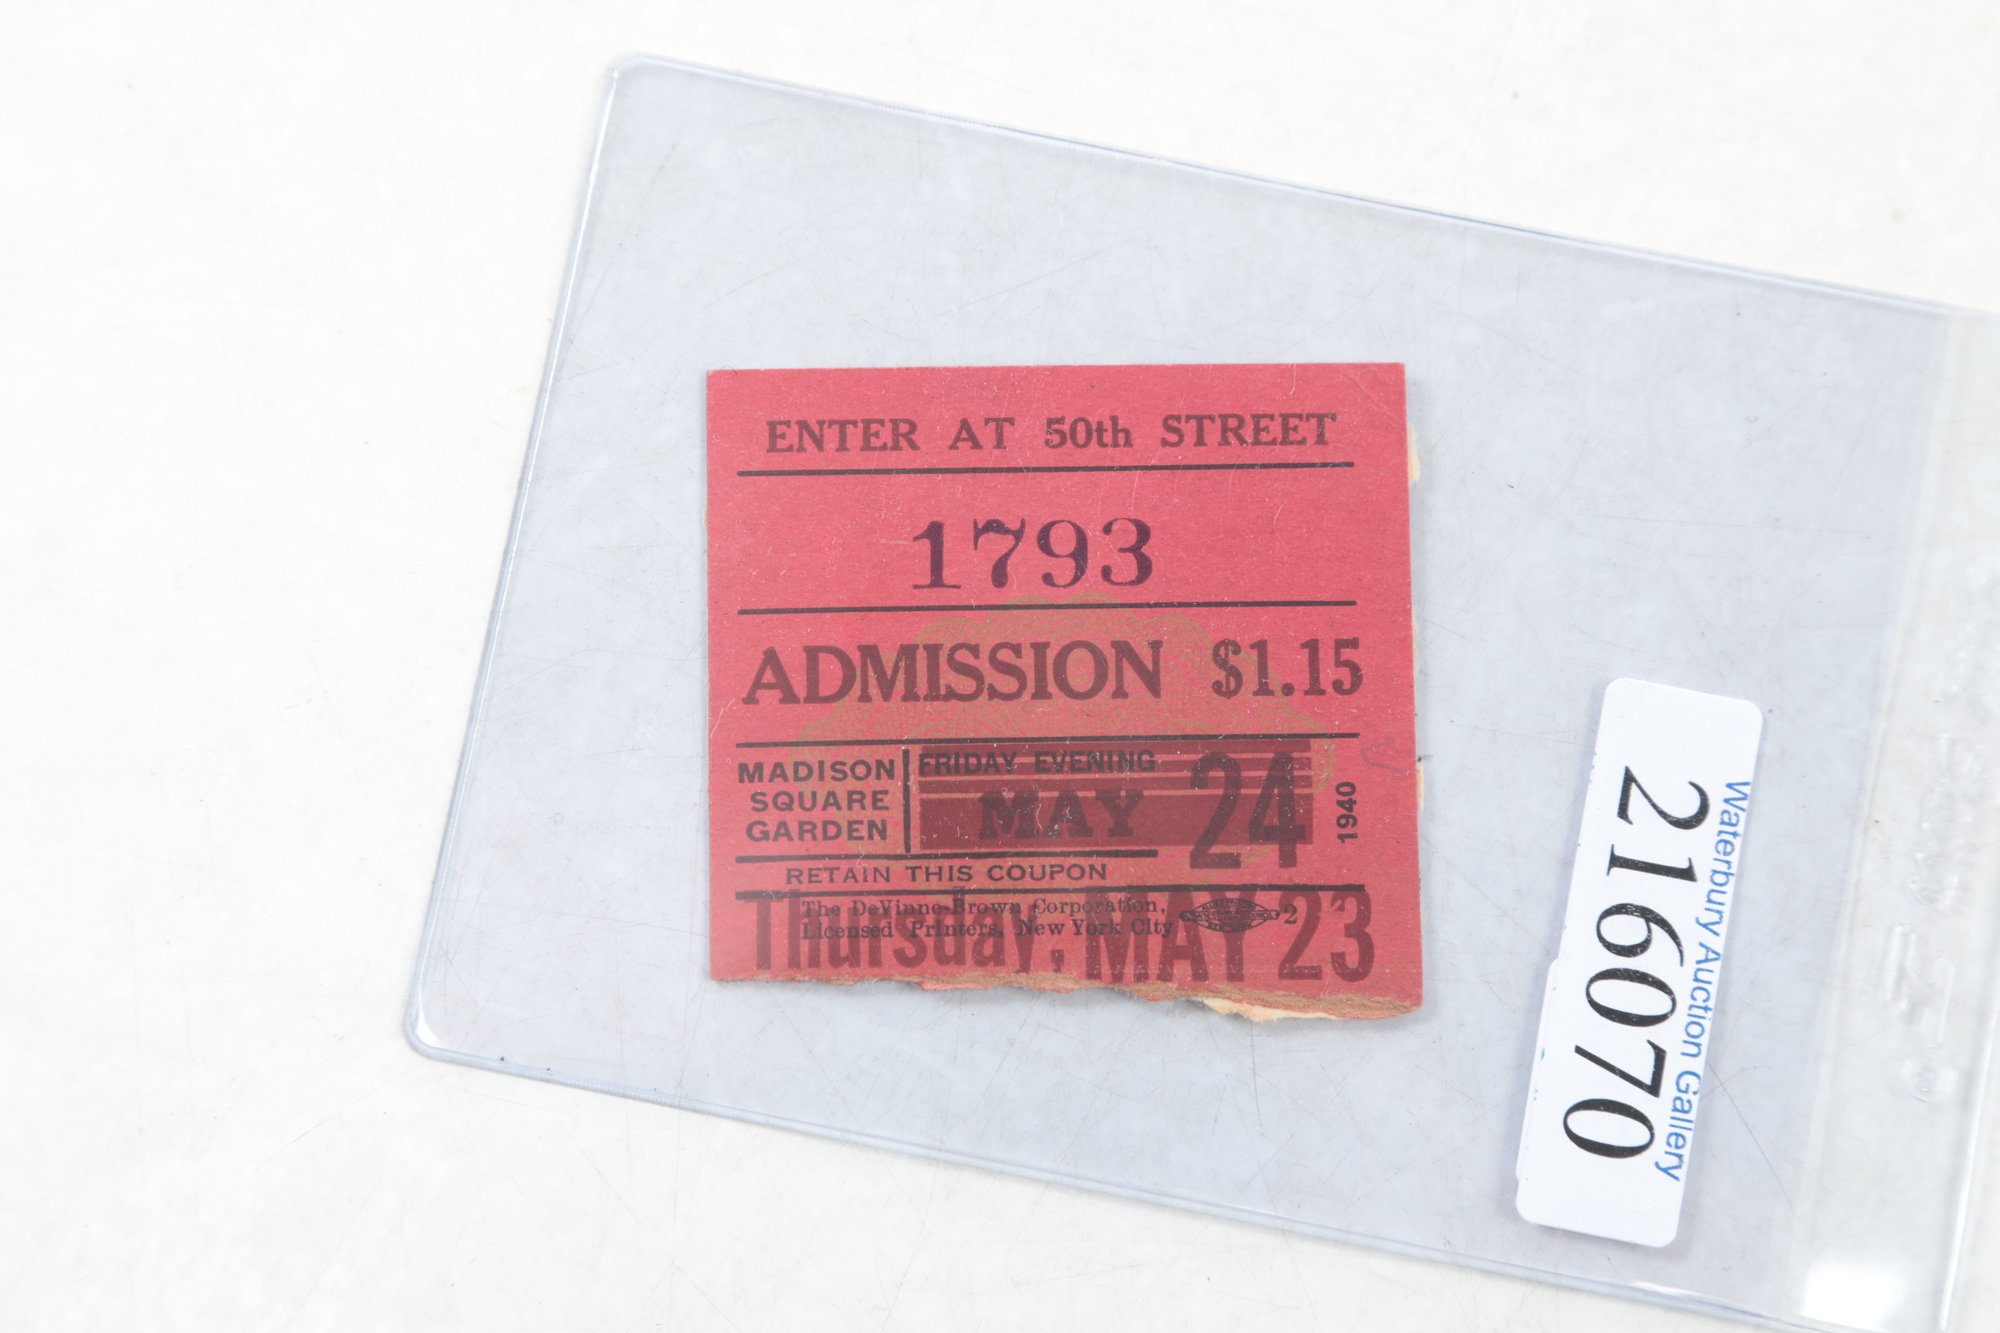 ENTER AT 50th STREET
1793
ADMISSION $1.15
MADISON
SQUARE
GARDEN
FRIDAY EVENING
MAY 24
1940
RETAIN THIS COUPON
The DeVinne-Brown Corporation,
Licensed Printers, New York City
2
Thursday, MAY 23
Waterbury Auction Gallery
216070